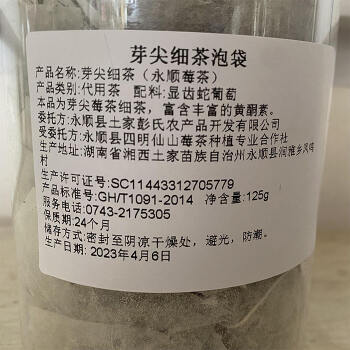 芽尖细茶泡袋
产品名称:芽尖细茶（永顺莓茶）
产品类型:代用茶 配料:显齿蛇葡萄
本品为芽尖莓茶细茶，富含丰富的黄酮素。
委托方:永顺县土家彭氏农产品开发有限公司
受委托方:永顺县四明仙山莓茶种植专业合作社
生产地址:湖南省湘西土家苗族自治州永顺县润雅乡凤鸣
村
生产许可证号:SC11443312705779
产品标准号:GH/T1091-2014 净含量:125g
服务电话:0743-2175305
保质期:24个月
储存方式:密封至阴凉干燥处，避光，防潮。
生产日期:2023年4月6日